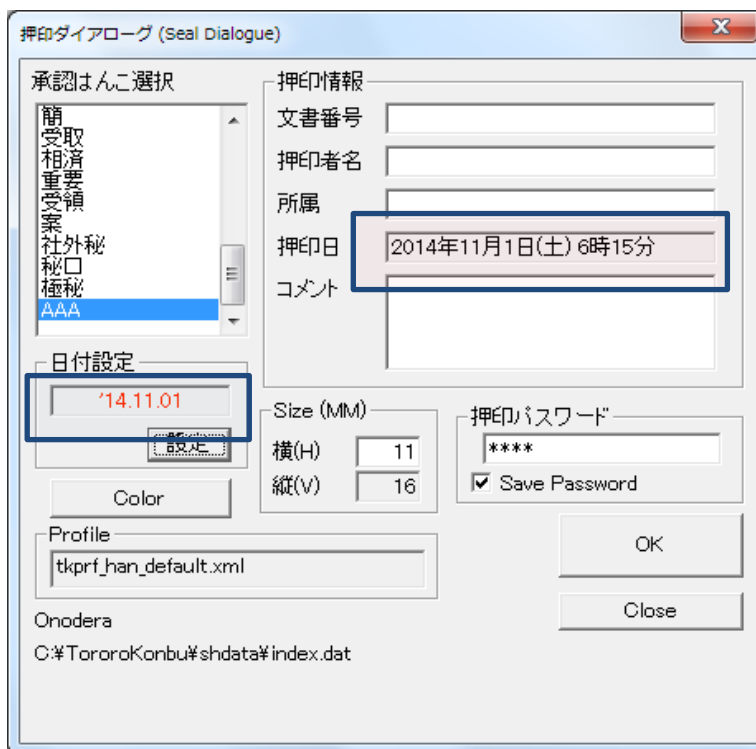 押印ダイアローグ (Seal Dialogue)
承認はんこ選択
簡
受取
相済
重要
受領
案
社外秘
秘口
極秘
AAA
日付設定
'14.11.01
設定
Color
Profile
tkprf_han_default.xml
Onodera
C:¥TororoKonbu¥shdata¥index.dat
押印情報
文書番号
押印者名
所属
押印日
2014年11月1日(土) 6時15分
コメント
Size (MM)
横(H)
11
縦(V)
16
押印パスワード
****
Save Password
OK
Close